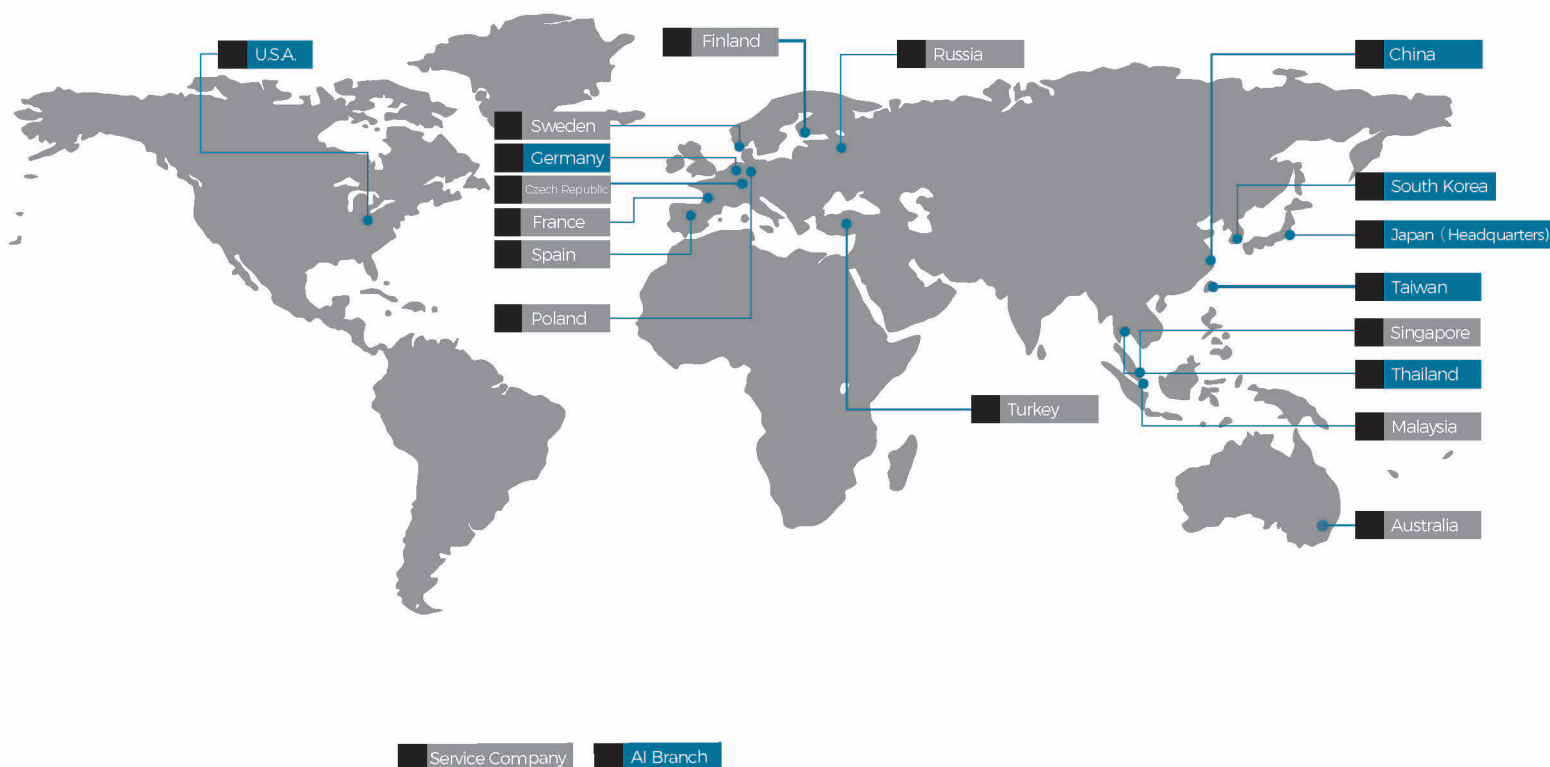 U.S.A.
Finland
Russia
China
Sweden
Germany
Czech Republic
France
Spain
Poland
South Korea
Japan (Headquarters)
Taiwan
Singapore
Thailand
Turkey
Malaysia
Australia
Service Company
AI Branch